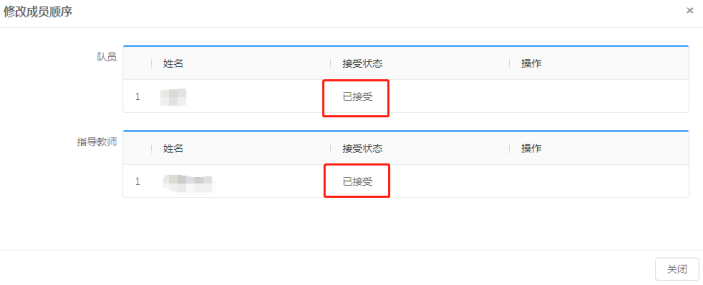 修改成员顺序 ×
队员 姓名 接受状态 操作
1 已接受
指导教师 姓名 接受状态 操作
1 已接受
关闭